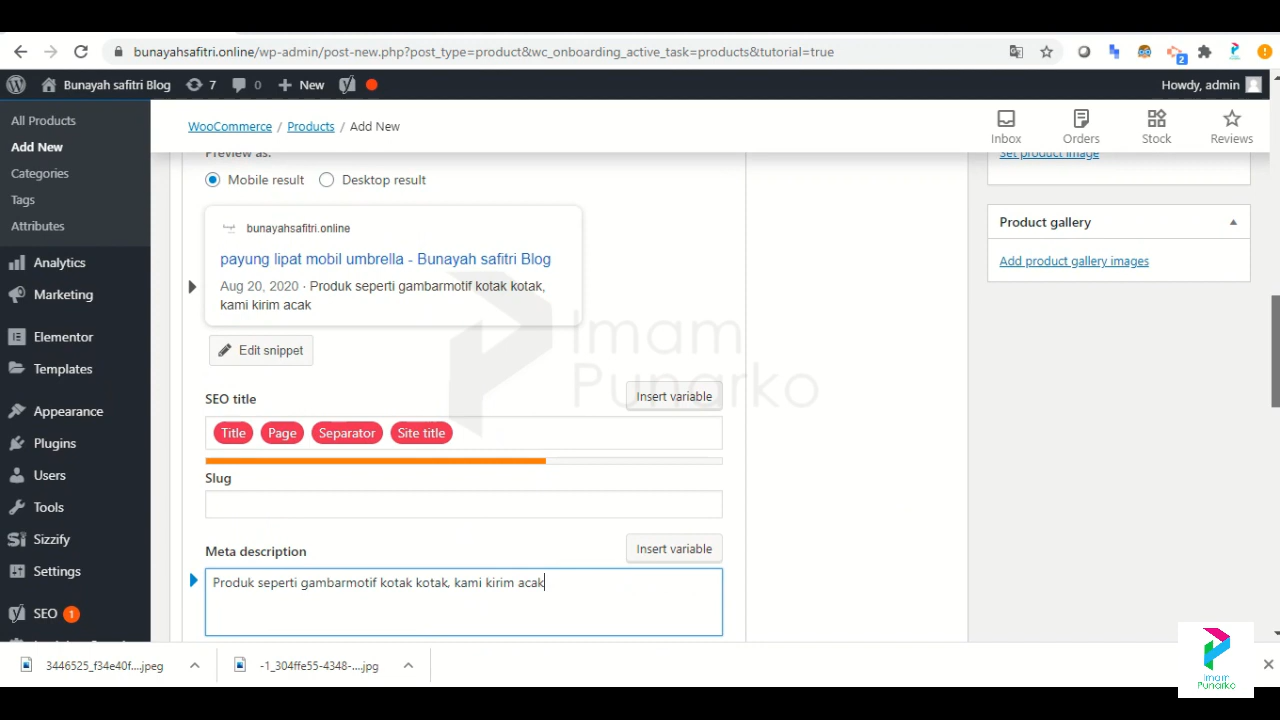 bunayahsafitri.online/wp-admin/post-new.php?post_type=product&wc_onboarding_active_task=products&tutorial=true
2
Bunayah safitri Blog 7 0 New
Howdy, admin
All Products
Add New
Categories
Tags
Attributes
Analytics
Marketing
Elementor
Templates
Appearance
Plugins
Users
Tools
Sizzify
Settings
SEO 1
WooCommerce / Products / Add New
Inbox
Orders
Stock
Reviews
Preview as:
Mobile result
Desktop result
bunayahsafitri.online
payung lipat mobil umbrella - Bunayah safitri Blog
Aug 20, 2020 · Produk seperti gambarmotif kotak kotak,
kami kirim acak
Edit snippet
SEO title
Insert variable
Title Page Separator Site title
Slug
Meta description
Insert variable
Produk seperti gambarmotif kotak kotak, kami kirim acak
Set product image
Product gallery
Add product gallery images
Imam
Punarko
3446525_f34e40f....jpeg
-1_304ffe55-4348-....jpg
Imam
Punarko